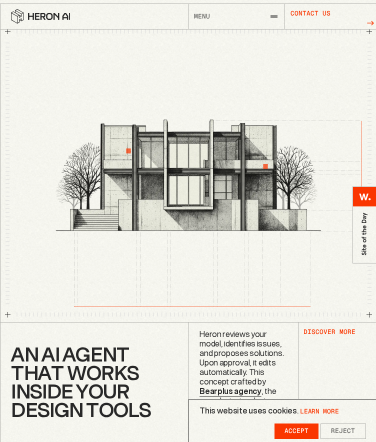 HERON AI
MENU
CONTACT US
W.
Site of the Day
AN AI AGENT
THAT WORKS
INSIDE YOUR
DESIGN TOOLS
Heron reviews your
model, identifies issues,
and proposes solutions.
Upon approval, it edits
automatically. This
concept crafted by
Bearplus agency, the
DISCOVER MORE
This website uses cookies. LEARN MORE
ACCEPT
REJECT